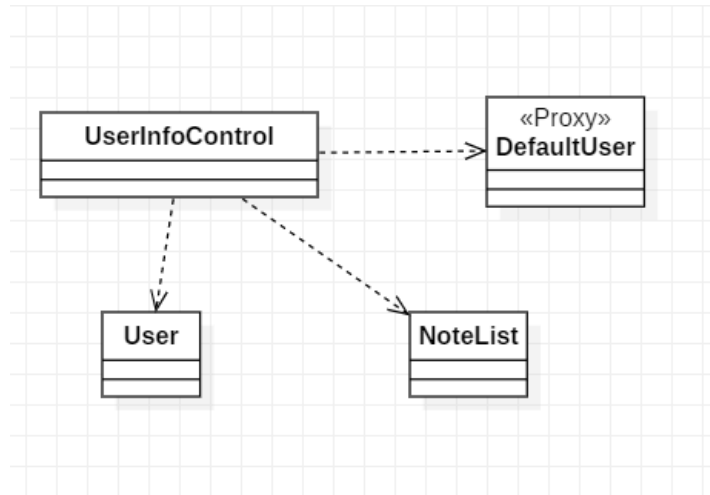 UserInfoControl
«Proxy»
DefaultUser
User
NoteList